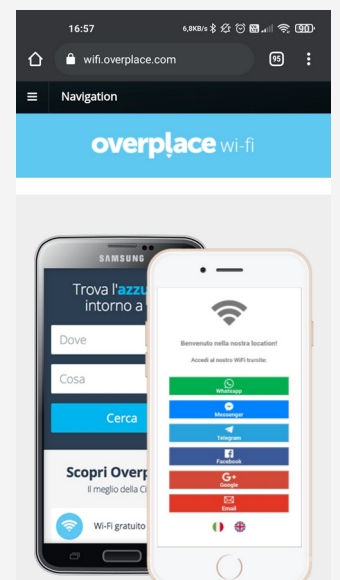 16:57
6,8KB/s
90
wifi.overplace.com
95
Navigation
overplace wi-fi
SAMSUNG
Trova l'azzu
intorno a
Dove
Cosa
Cerca
Scopri Overp
Il meglio della Ci
Wi-Fi gratuito
Benvenuto nella nostra location!
Accedi al nostro WiFi tramite:
Whatsapp
Messenger
Telegram
Facebook
G+
Google
Email